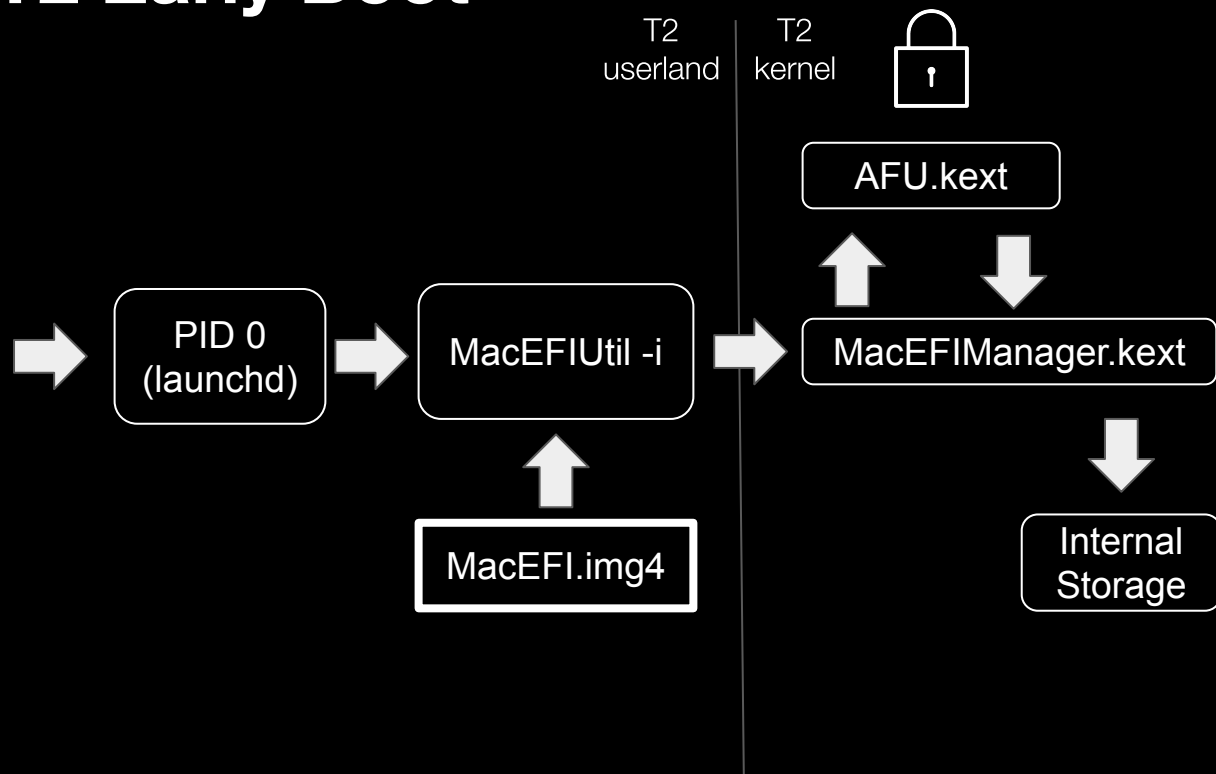 T2 Early Boot
T2
userland
T2
kernel
AFU.kext
PID 0
(launchd)
MacEFIUtil -i
MacEFIManager.kext
MacEFI.img4
Internal
Storage